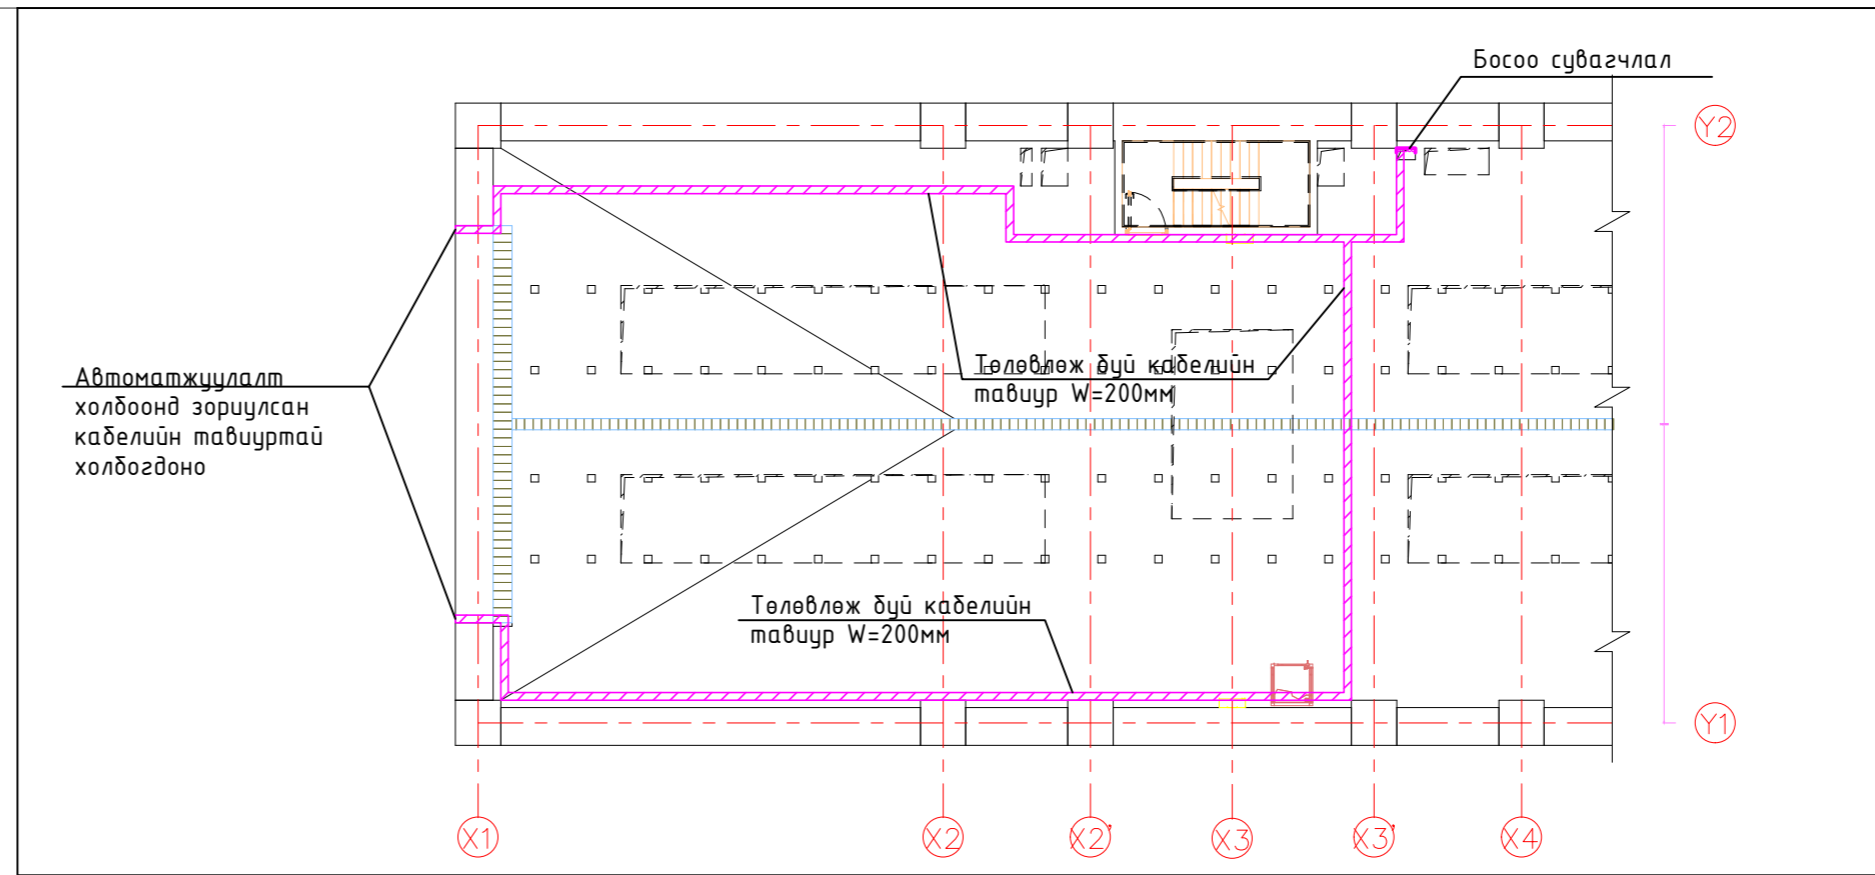 Босоо сувагчлал
Y2
Төлөвлөж буй кабелийн
тавиур W=200мм
Автоматжуулалт
холбоонд зориулсан
кабелийн тавиуртай
холбогдоно
Төлөвлөж буй кабелийн
тавиур W=200мм
Y1
X1
X2
X2'
X3
X3'
X4